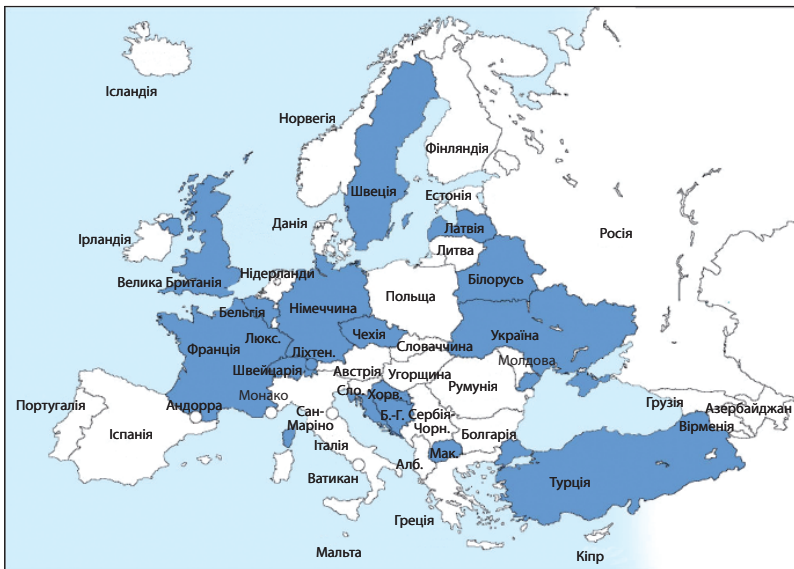 Ісландія
Норвегія
Фінляндія
Швеція
Естонія
Данія
Латвія
Росія
Ірландія
Литва
Нідерланди
Велика Британія
Білорусь
Польща
Німеччина
Бельгія
Чехія
Україна
Люкс.
Словаччина
Франція
Ліхтен.
Молдова
Швейцарія
Австрія
Угорщина
Румунія
Сло.
Хорв.
Монако
Португалія
Андорра
Грузія
Азербайджан
Сан-
Маріно
Б.-Г.
Сербія-
Чорн.
Вірменія
Іспанія
Болгарія
Італія
Мак.
Алб.
Ватикан
Турція
Греція
Мальта
Кіпр